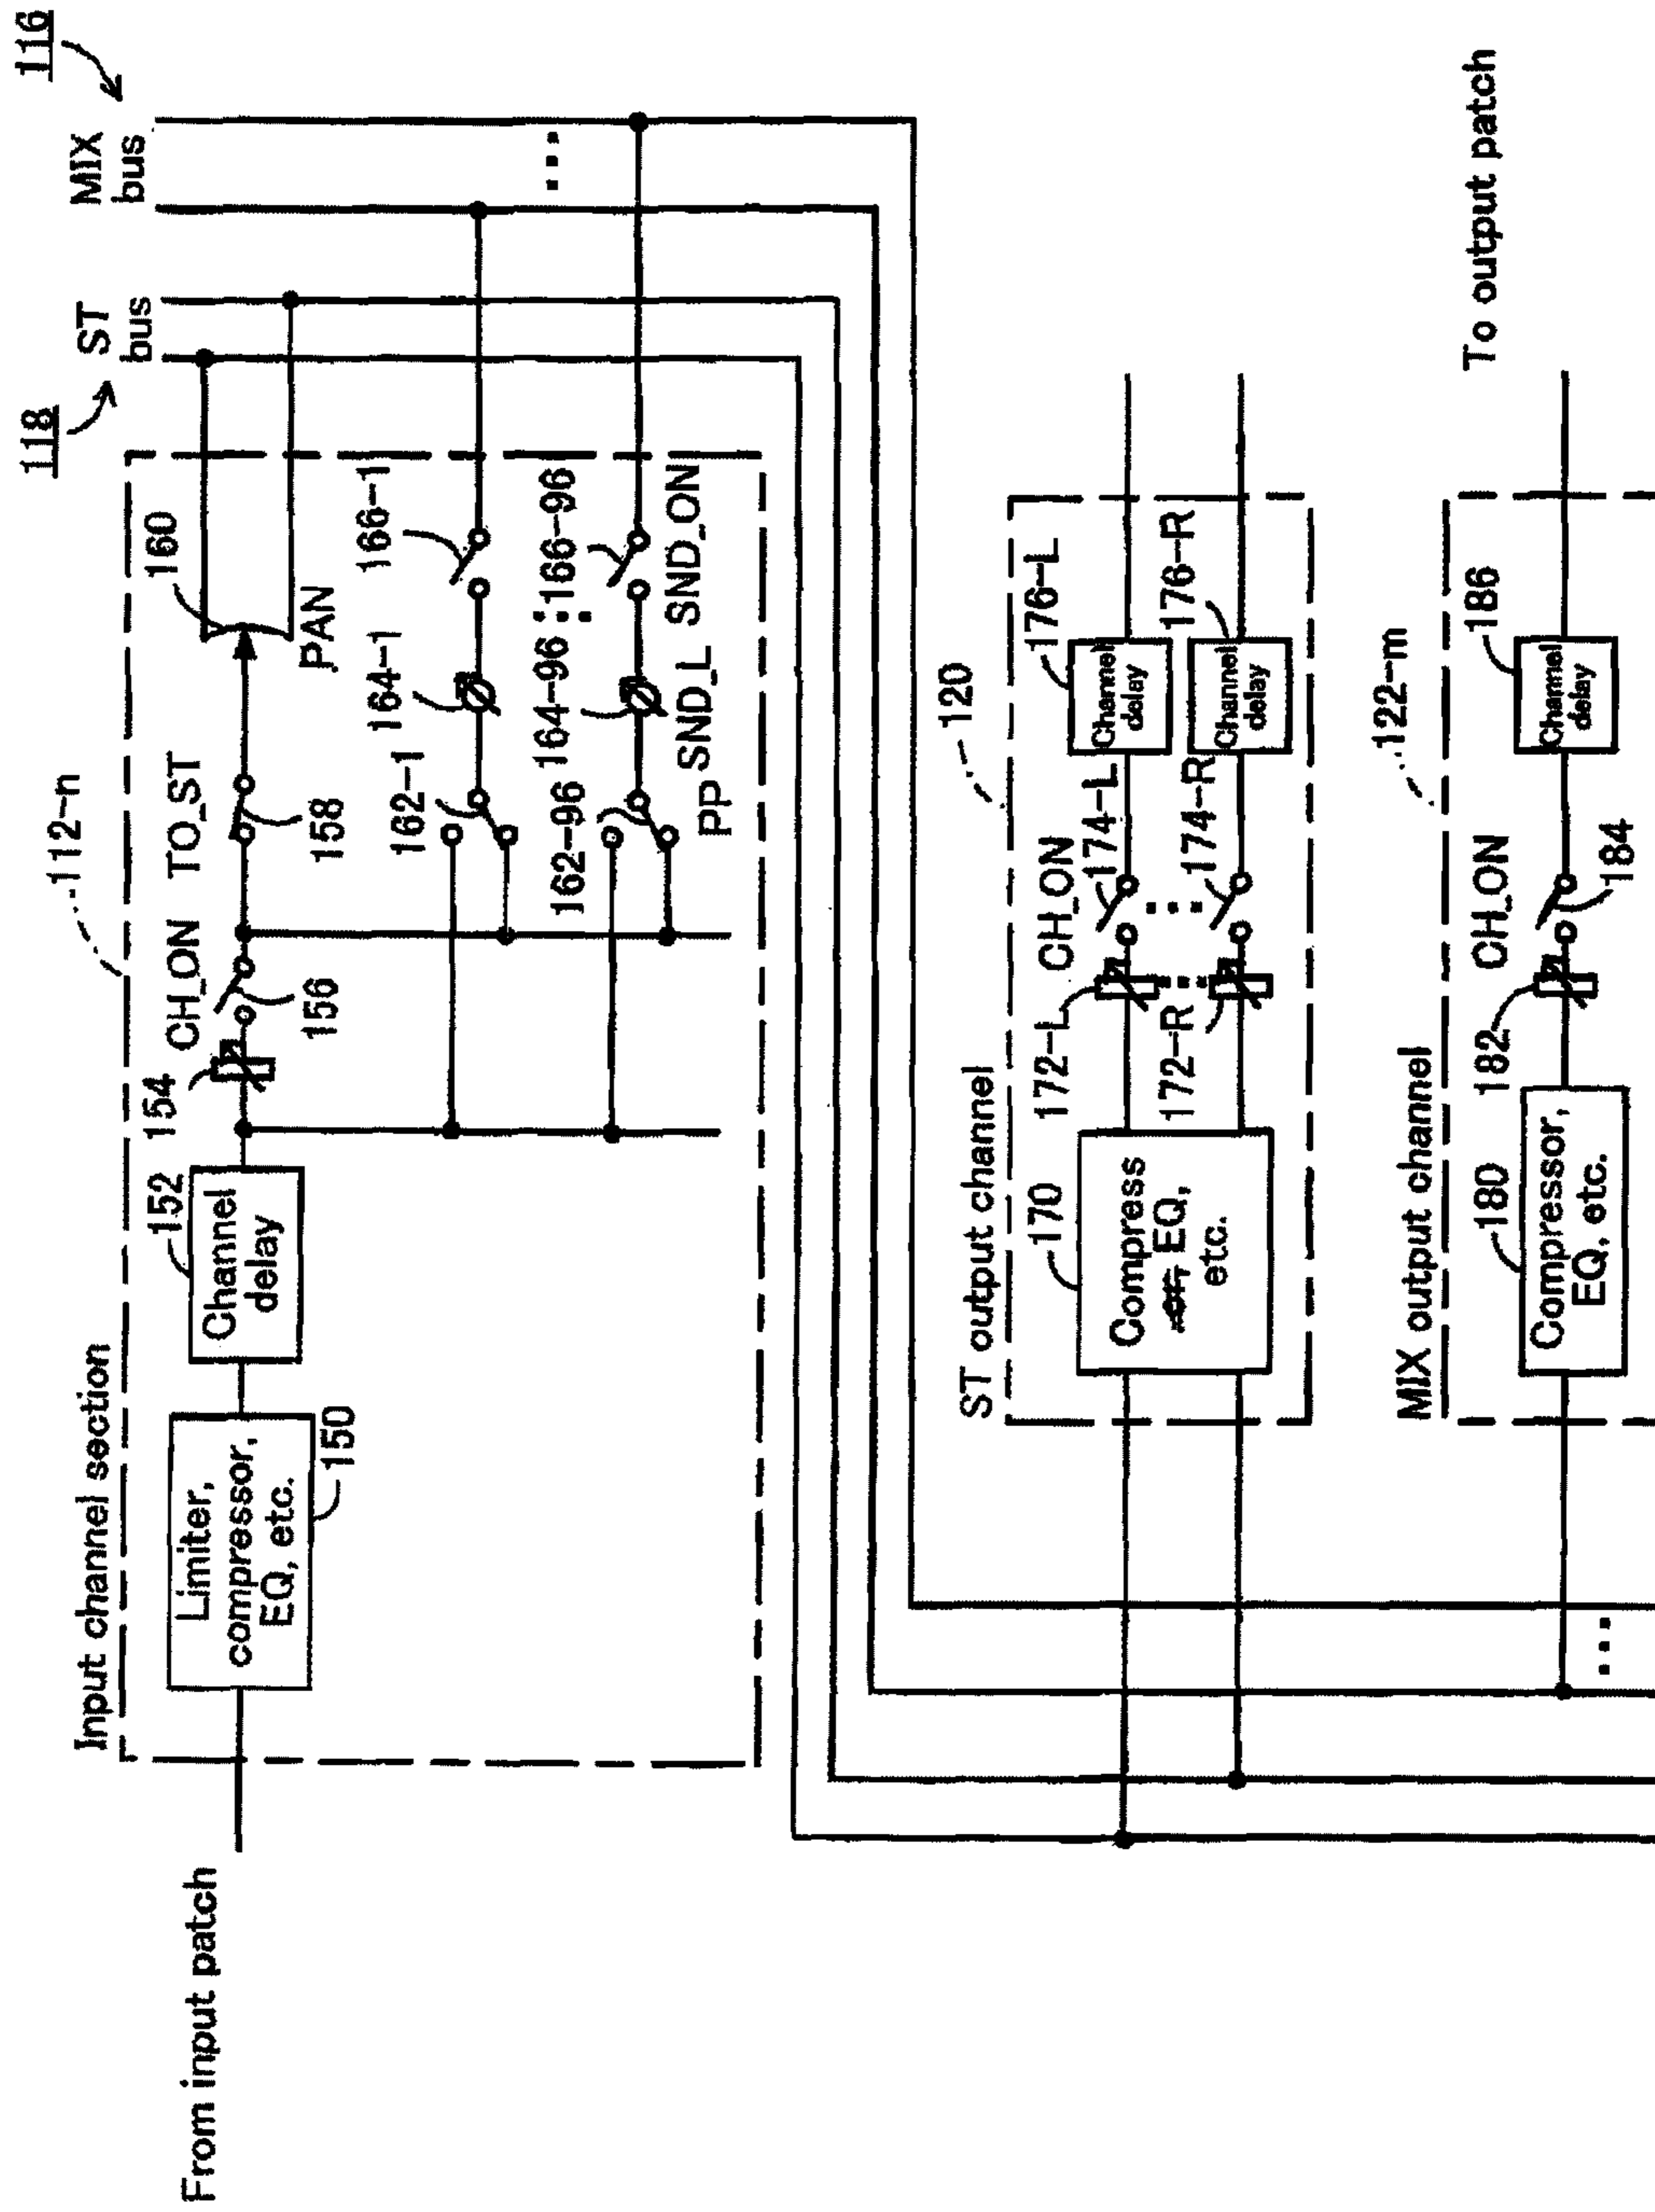 116
118
ST
bus
MIX
bus
Input channel section
112-n
From input patch
Limiter,
compressor,
EQ, etc.
150
Channel
delay
152
154
CH_ON
156
TO_ST
158
160
PAN
162-1
164-1
166-1
162-96
164-96
166-96
PP
SND_L
SND_ON
ST output channel
120
170
Compress
or, EQ,
etc.
172-L
CH_ON
174-L
176-L
Channel
delay
172-R
174-R
176-R
Channel
delay
MIX output channel
122-m
180
Compressor,
EQ, etc.
182
CH_ON
184
186
Channel
delay
To output patch